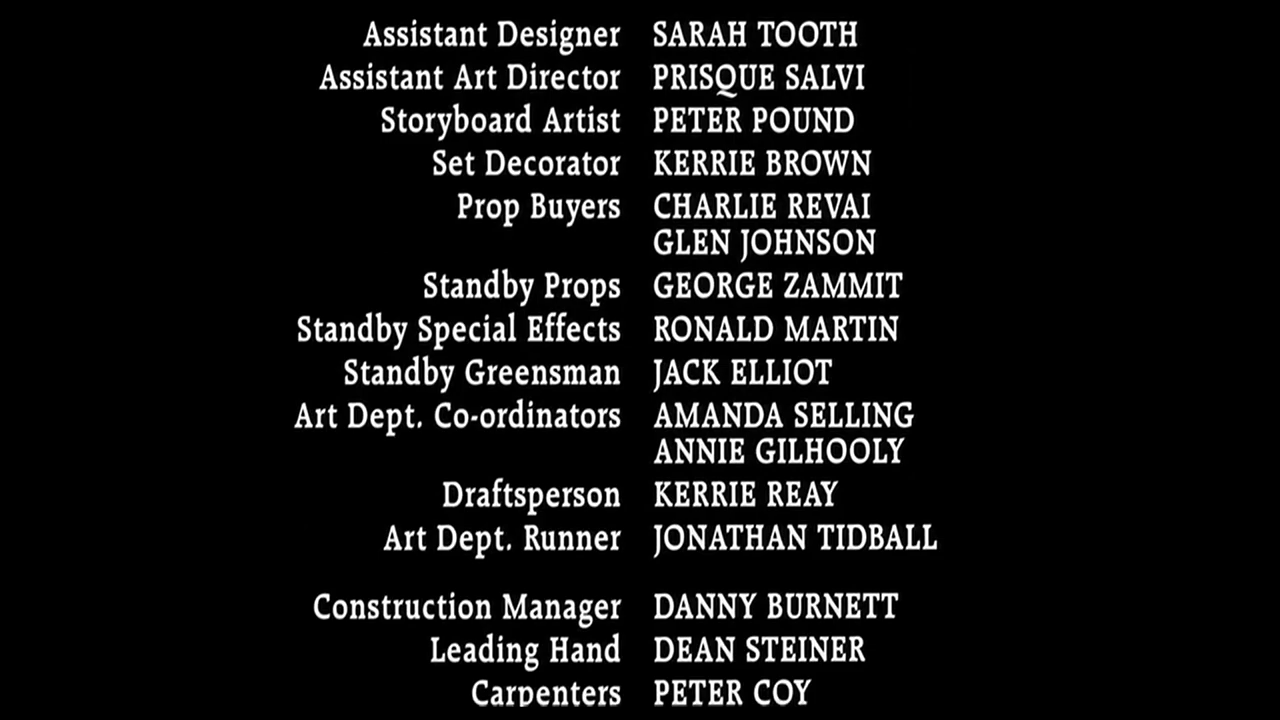 Assistant Designer SARAH TOOTH
Assistant Art Director PRISQUE SALVI
Storyboard Artist PETER POUND
Set Decorator KERRIE BROWN
Prop Buyers CHARLIE REVAI
GLEN JOHNSON
Standby Props GEORGE ZAMMIT
Standby Special Effects RONALD MARTIN
Standby Greensman JACK ELLIOT
Art Dept. Co-ordinators AMANDA SELLING
ANNIE GILHOOLY
Draftsperson KERRIE REAY
Art Dept. Runner JONATHAN TIDBALL
Construction Manager DANNY BURNETT
Leading Hand DEAN STEINER
Carpenters PETER COY